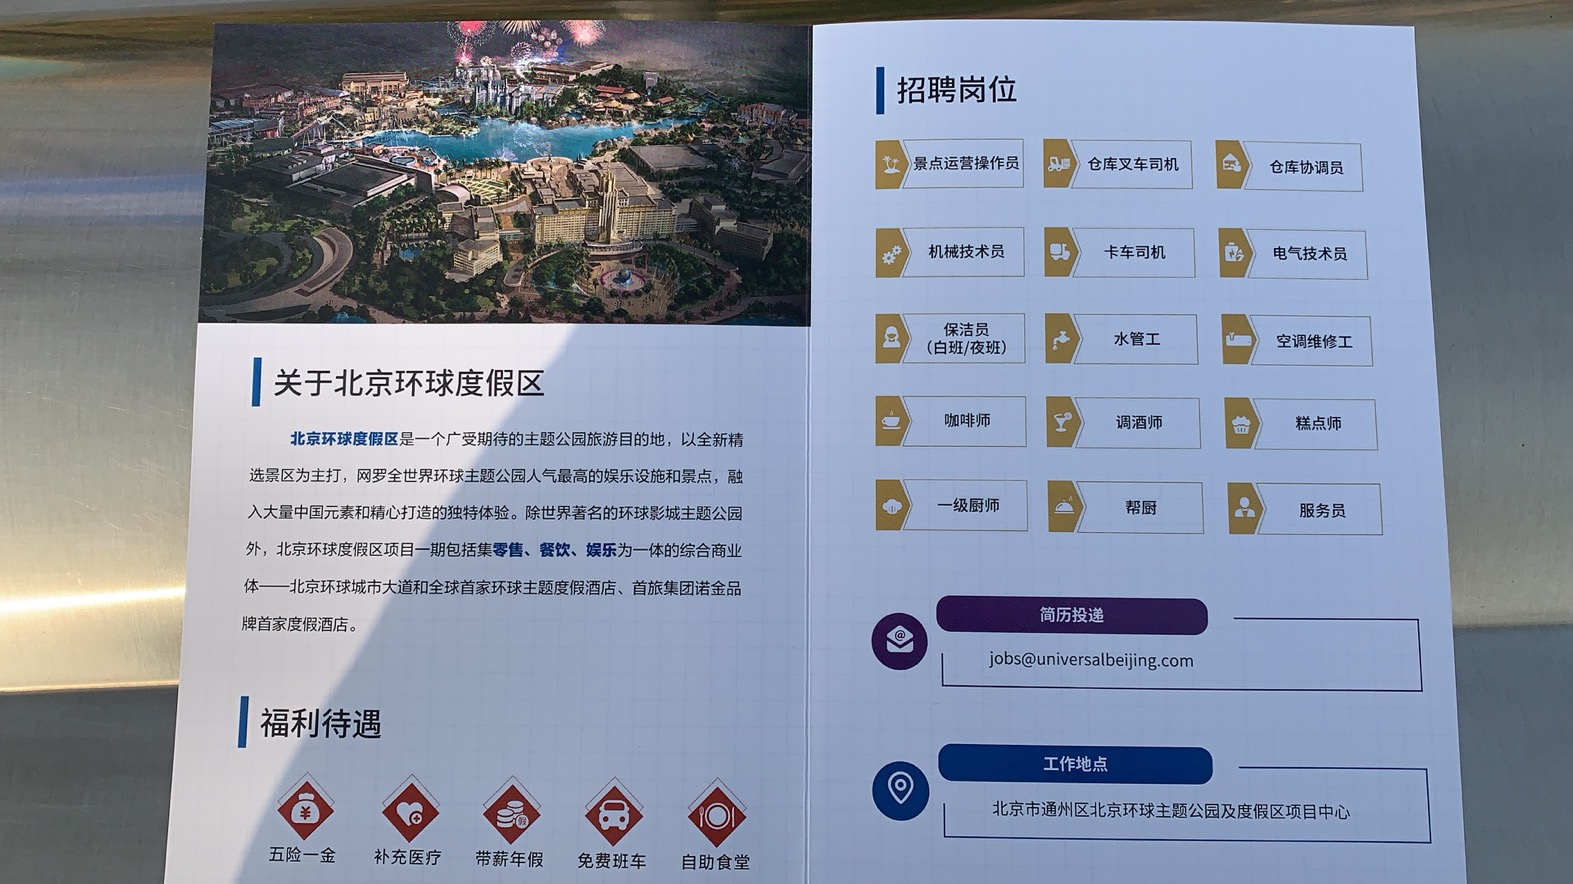 关于北京环球度假区
北京环球度假区是一个广受期待的主题公园旅游目的地，以全新精
选景区为主打，网罗全世界环球主题公园人气最高的娱乐设施和景点，融
入大量中国元素和精心打造的独特体验。除世界著名的环球影城主题公园
外，北京环球度假区项目一期包括集零售、餐饮、娱乐为一体的综合商业
体——北京环球城市大道和全球首家环球主题度假酒店、首旅集团诺金品
牌首家度假酒店。
福利待遇
¥
假
五险一金
补充医疗
带薪年假
免费班车
自助食堂
招聘岗位
景点运营操作员
仓库叉车司机
仓库协调员
机械技术员
卡车司机
电气技术员
保洁员
（白班/夜班）
水管工
空调维修工
咖啡师
调酒师
糕点师
一级厨师
帮厨
服务员
@
简历投递
jobs@universalbeijing.com
工作地点
北京市通州区北京环球主题公园及度假区项目中心